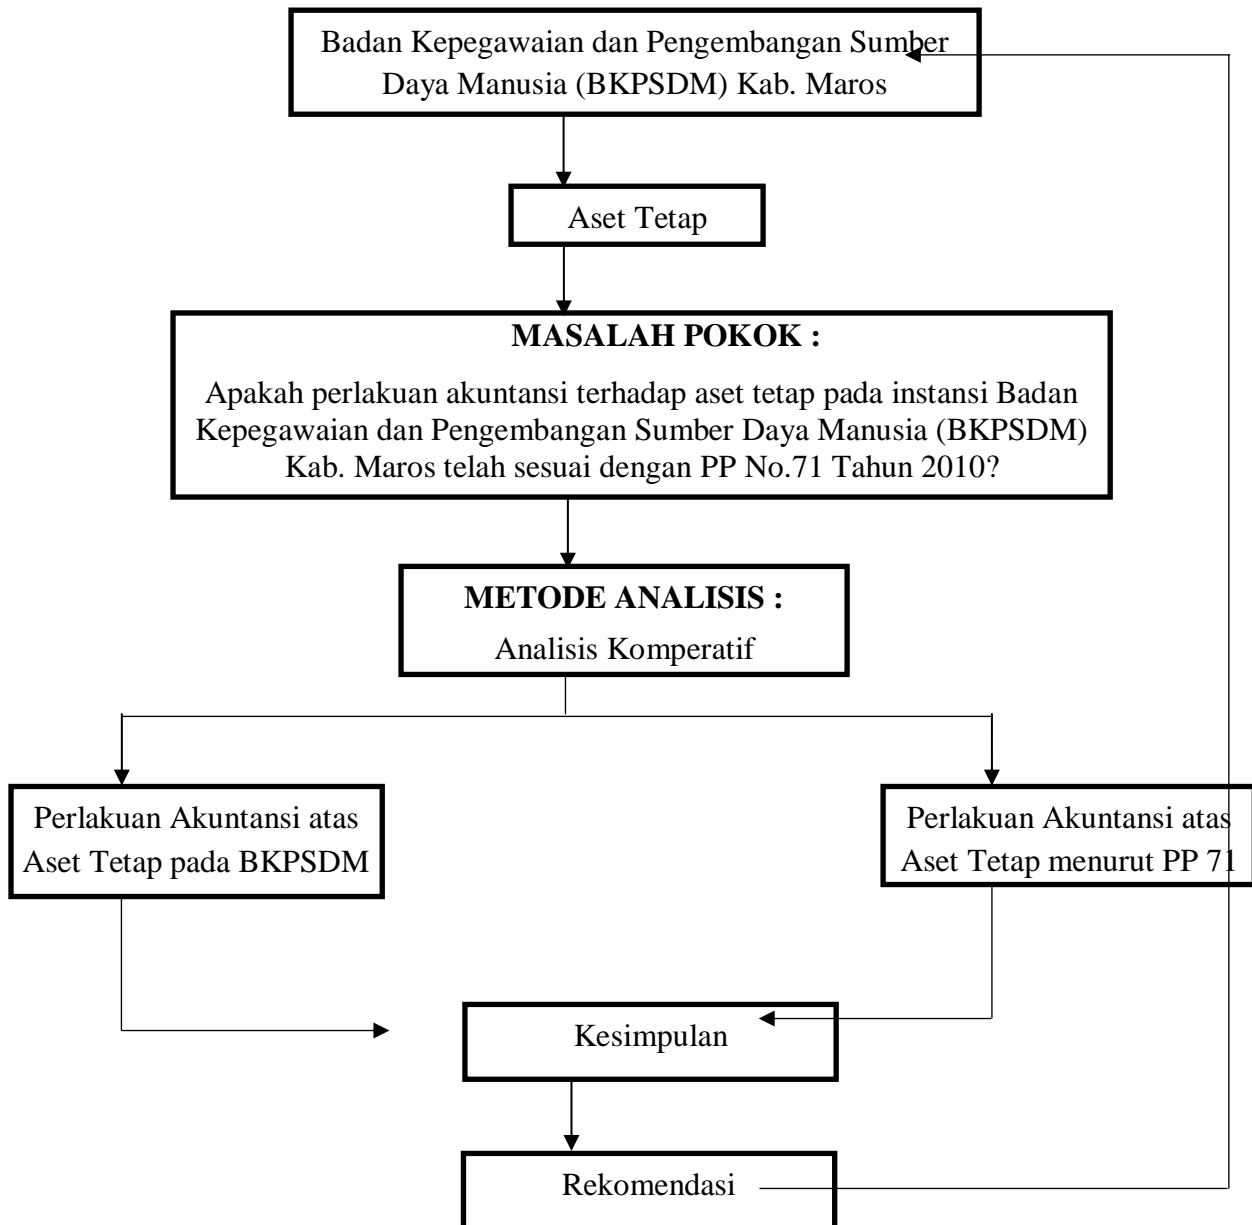 Badan Kepegawaian dan Pengembangan Sumber
Daya Manusia (BKPSDM) Kab. Maros
Aset Tetap
MASALAH POKOK :
Apakah perlakuan akuntansi terhadap aset tetap pada instansi Badan
Kepegawaian dan Pengembangan Sumber Daya Manusia (BKPSDM)
Kab. Maros telah sesuai dengan PP No.71 Tahun 2010?
METODE ANALISIS :
Analisis Komperatif
Perlakuan Akuntansi atas
Aset Tetap pada BKPSDM
Perlakuan Akuntansi atas
Aset Tetap menurut PP 71
Kesimpulan
Rekomendasi